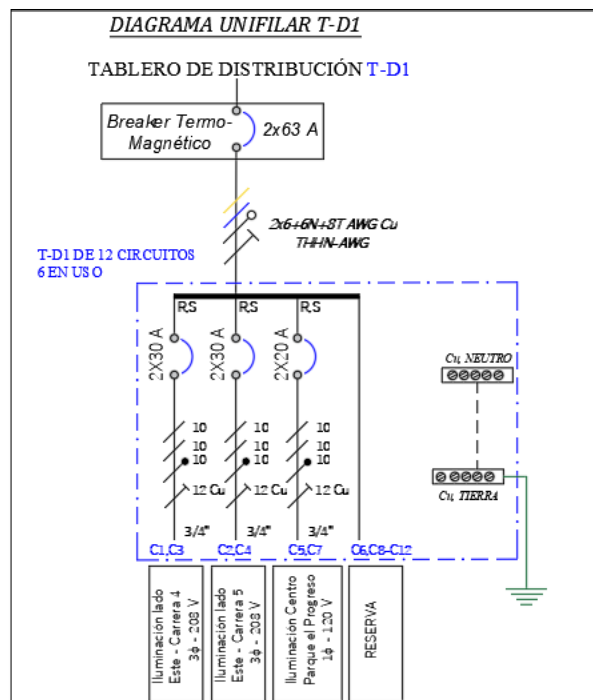 DIAGRAMA UNIFILAR T-D1
TABLERO DE DISTRIBUCIÓN T-D1
Breaker Termo-
Magnético
2x63 A
2x6+6N+8T AWG Cu
THHN-AWG
T-D1 DE 12 CIRCUITOS
6 EN USO
R,S
R,S
R,S
2X30 A
2X30 A
2X20 A
Cu, NEUTRO
10
10
10
12 Cu
3/4"
10
10
10
12 Cu
3/4"
10
10
10
12 Cu
3/4"
Cu, TIERRA
C1,C3
C2,C4
C5,C7
C6,C8-C12
Iluminación lado
Este - Carrera 4
3ϕ - 208 V
Iluminación lado
Este - Carrera 5
3ϕ - 208 V
Iluminación Centro
Parque el Progreso
1ϕ - 120 V
RESERVA